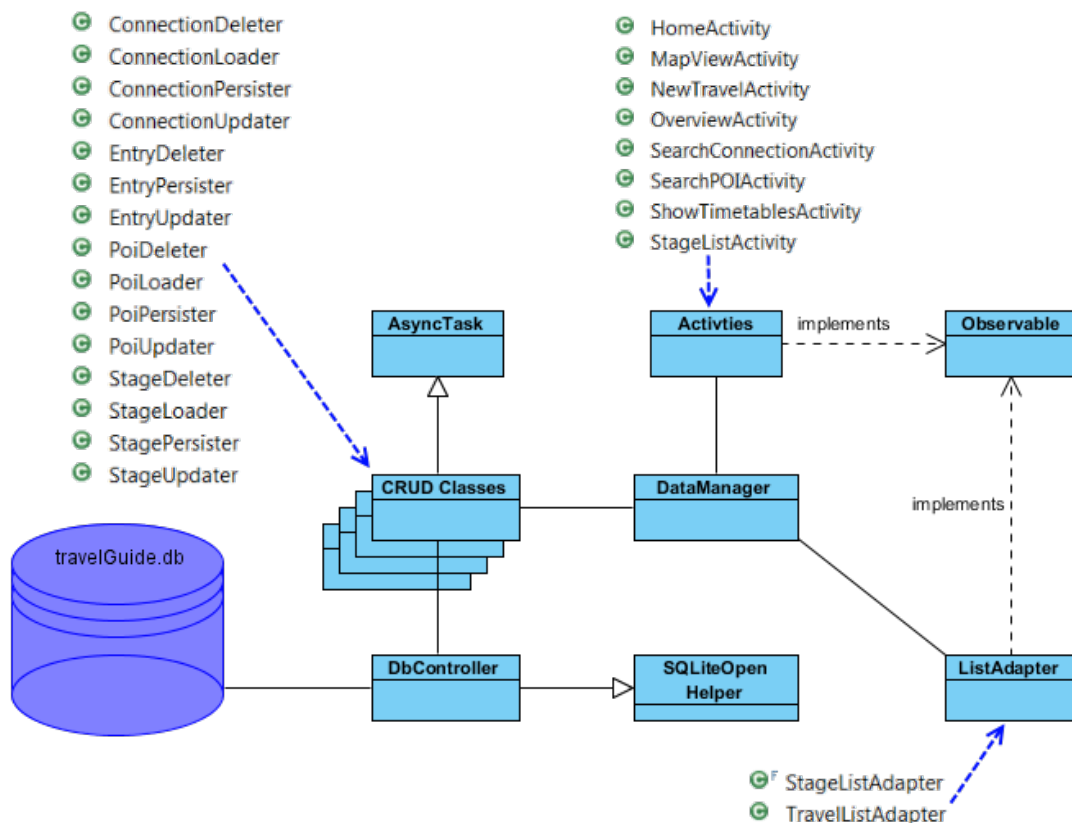 ConnectionDeleter
ConnectionLoader
ConnectionPersister
ConnectionUpdater
EntryDeleter
EntryPersister
EntryUpdater
PoiDeleter
PoiLoader
PoiPersister
PoiUpdater
StageDeleter
StageLoader
StagePersister
StageUpdater
HomeActivity
MapViewActivity
NewTravelActivity
OverviewActivity
SearchConnectionActivity
SearchPOIActivity
ShowTimetablesActivity
StageListActivity
AsyncTask
Activties
implements
Observable
CRUD Classes
DataManager
implements
travelGuide.db
DbController
SQLiteOpen
Helper
ListAdapter
F StageListAdapter
TravelListAdapter